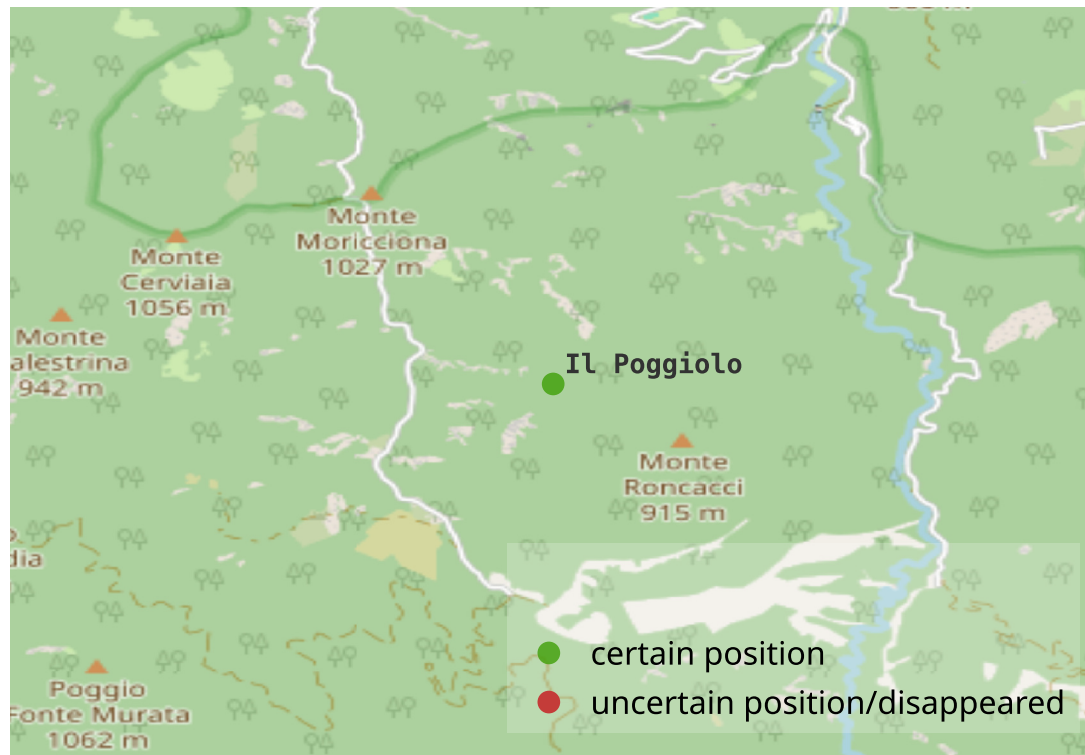 Monte
Moricciona
1027 m
Monte
Cerviaia
1056 m
Monte
alestrina
942 m
Il Poggiolo
Monte
Roncacci
915 m
dia
certain position
uncertain position/disappeared
Poggio
Fonte Murata
1062 m